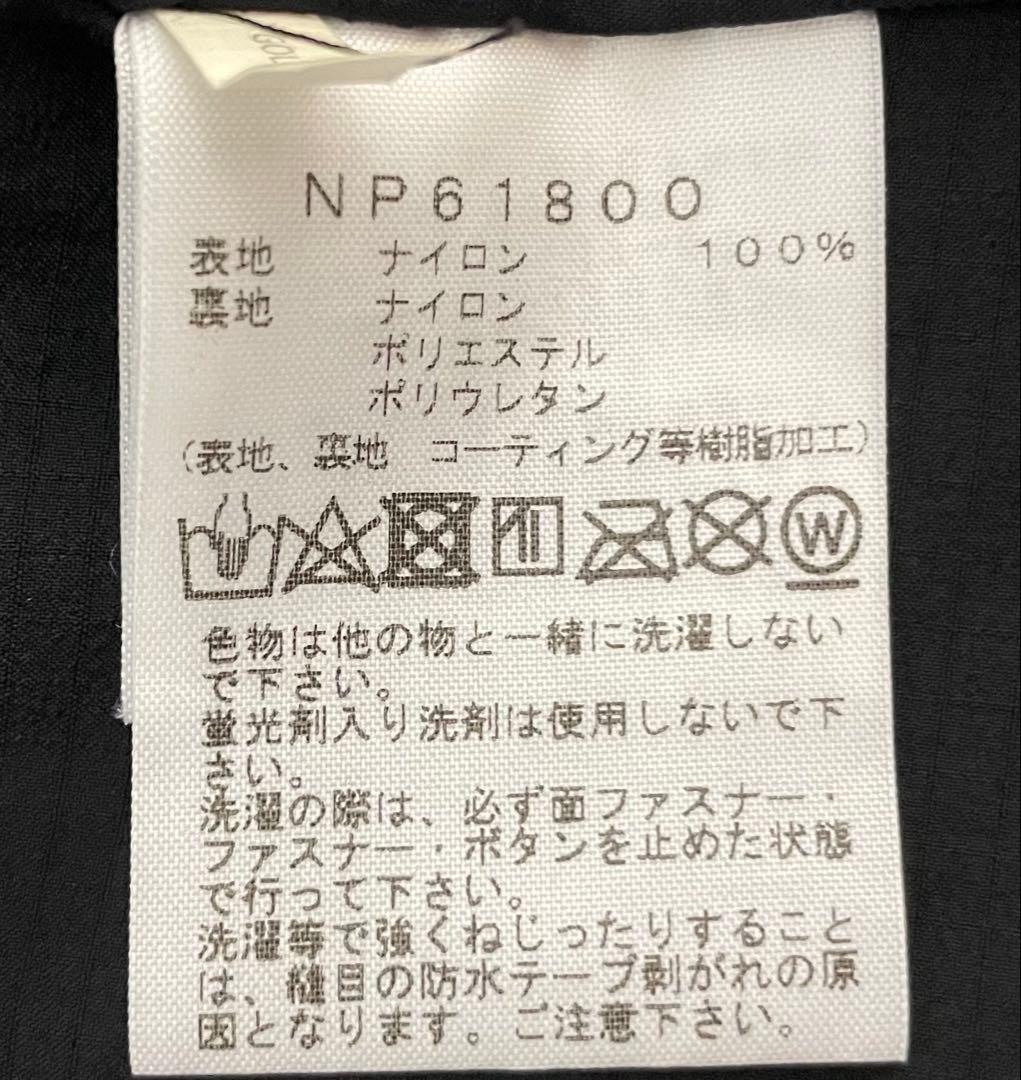 NP61800
表地 ナイロン 100%
裏地 ナイロン
ポリエステル
ポリウレタン
(表地、裏地 コーティング等樹脂加工)
W
色物は他の物と一緒に洗濯しない
で下さい。
蛍光剤入り洗剤は使用しないで下
さい。
洗濯の際は、必ず面ファスナー・
ファスナー・ボタンを止めた状態
で行って下さい。
洗濯等で強くねじったりすること
は、縫目の防水テープ剥がれの原
因となります。ご注意下さい。